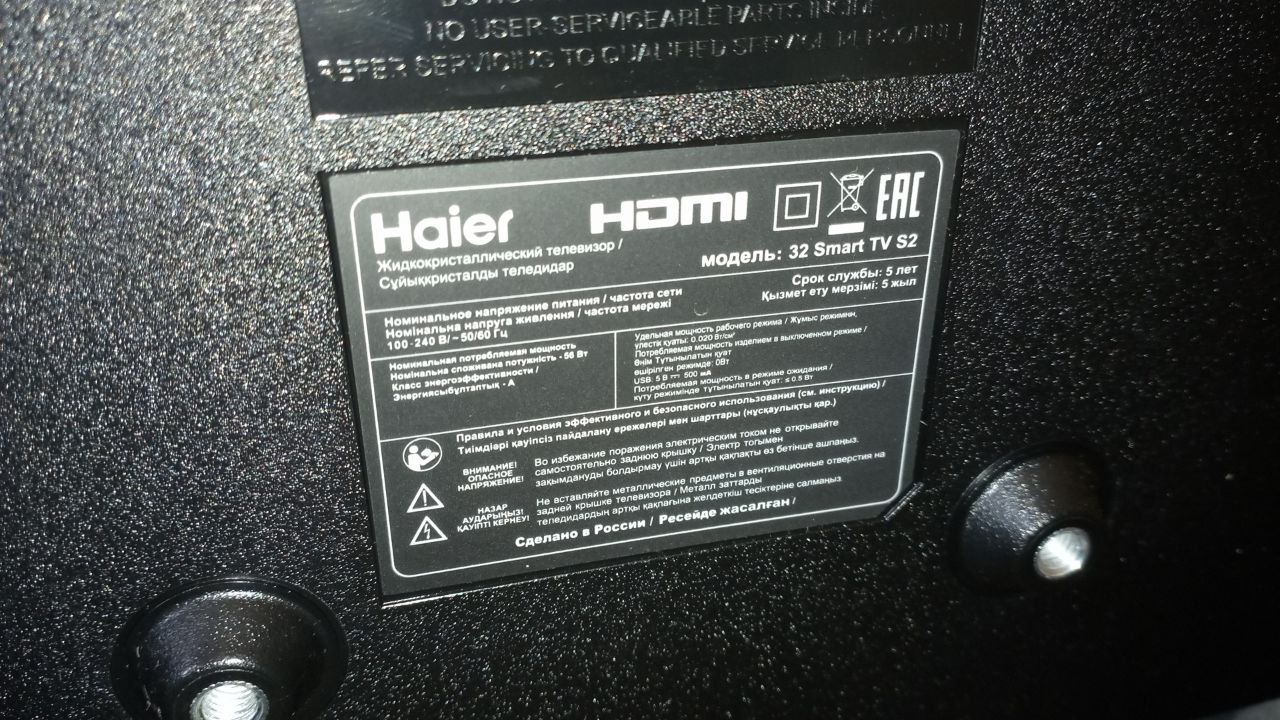 NO USER-SERVICEABLE PARTS INSIDE
REFER SERVICING TO QUALIFIED SERVICE PERSONNEL
Haier HDMI EAC
Жидкокристаллический телевизор /
Сұйыққристалды теледидар
модель: 32 Smart TV S2
Срок службы: 5 лет
Қызмет ету мерзімі: 5 жыл
Номинальное напряжение питания / частота сети
Номінальна напруга живлення / частота мережі
100-240 В/~50/60 Гц
Номинальная потребляемая мощность
Номінальна споживана потужність - 56 Вт
Класс энергоэффективности /
Энергиясыбұлтаптық - А
Удельная мощность рабочего режима / Жұмыс режимнің
үлестік қуаты: 0.020 Вт/см²
Потребляемая мощность изделием в выключенном режиме /
Өнім Тұтынылатын қуат
өшірілген режимде: 0Вт
USB: 5 В ⎓ 500 мА
Потребляемая мощность в режиме ожидания /
күту режимінде тұтынылатын қуат: ≤ 0.5 Вт
Правила и условия эффективного и безопасного использования (см. инструкцию) /
Тиімдіәрі қауіпсіз пайдалану ережелері мен шарттары (нұсқаулықты қар.)
ВНИМАНИЕ!
ОПАСНОЕ
НАПРЯЖЕНИЕ!
Во избежание поражения электрическим током не открывайте
самостоятельно заднюю крышку / Электр тогымен
зақымдануды болдырмау үшін артқы қақпақты өз бетінше ашпаңыз.
НАЗАР
АУДАРЫҢЫЗ!
ҚАУІПТІ КЕРНЕУ!
Не вставляйте металлические предметы в вентиляционные отверстия на
задней крышке телевизора / Металл заттарды
теледидардың артқы қақпағына желдеткіш тесіктеріне салмаңыз.
Сделано в России / Ресейде жасалған /